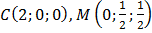 C(2; 0; 0), M(0; 1/2; 1/2)